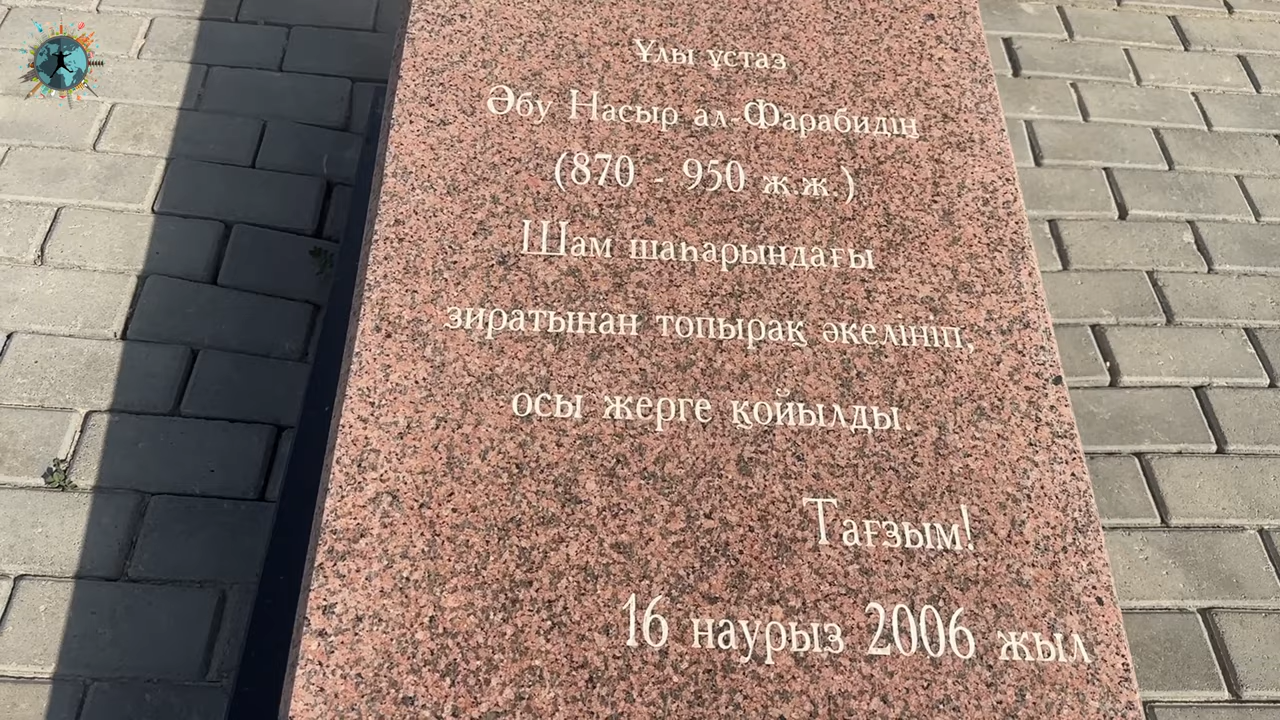 Ұлы ұстаз
Әбу Насыр ал-Фарабидің
(870 - 950 ж.ж.)
Шам шаһарындағы
зиратынан топырақ әкелініп,
осы жерге қойылды.
Тағзым!
16 наурыз 2006 жыл